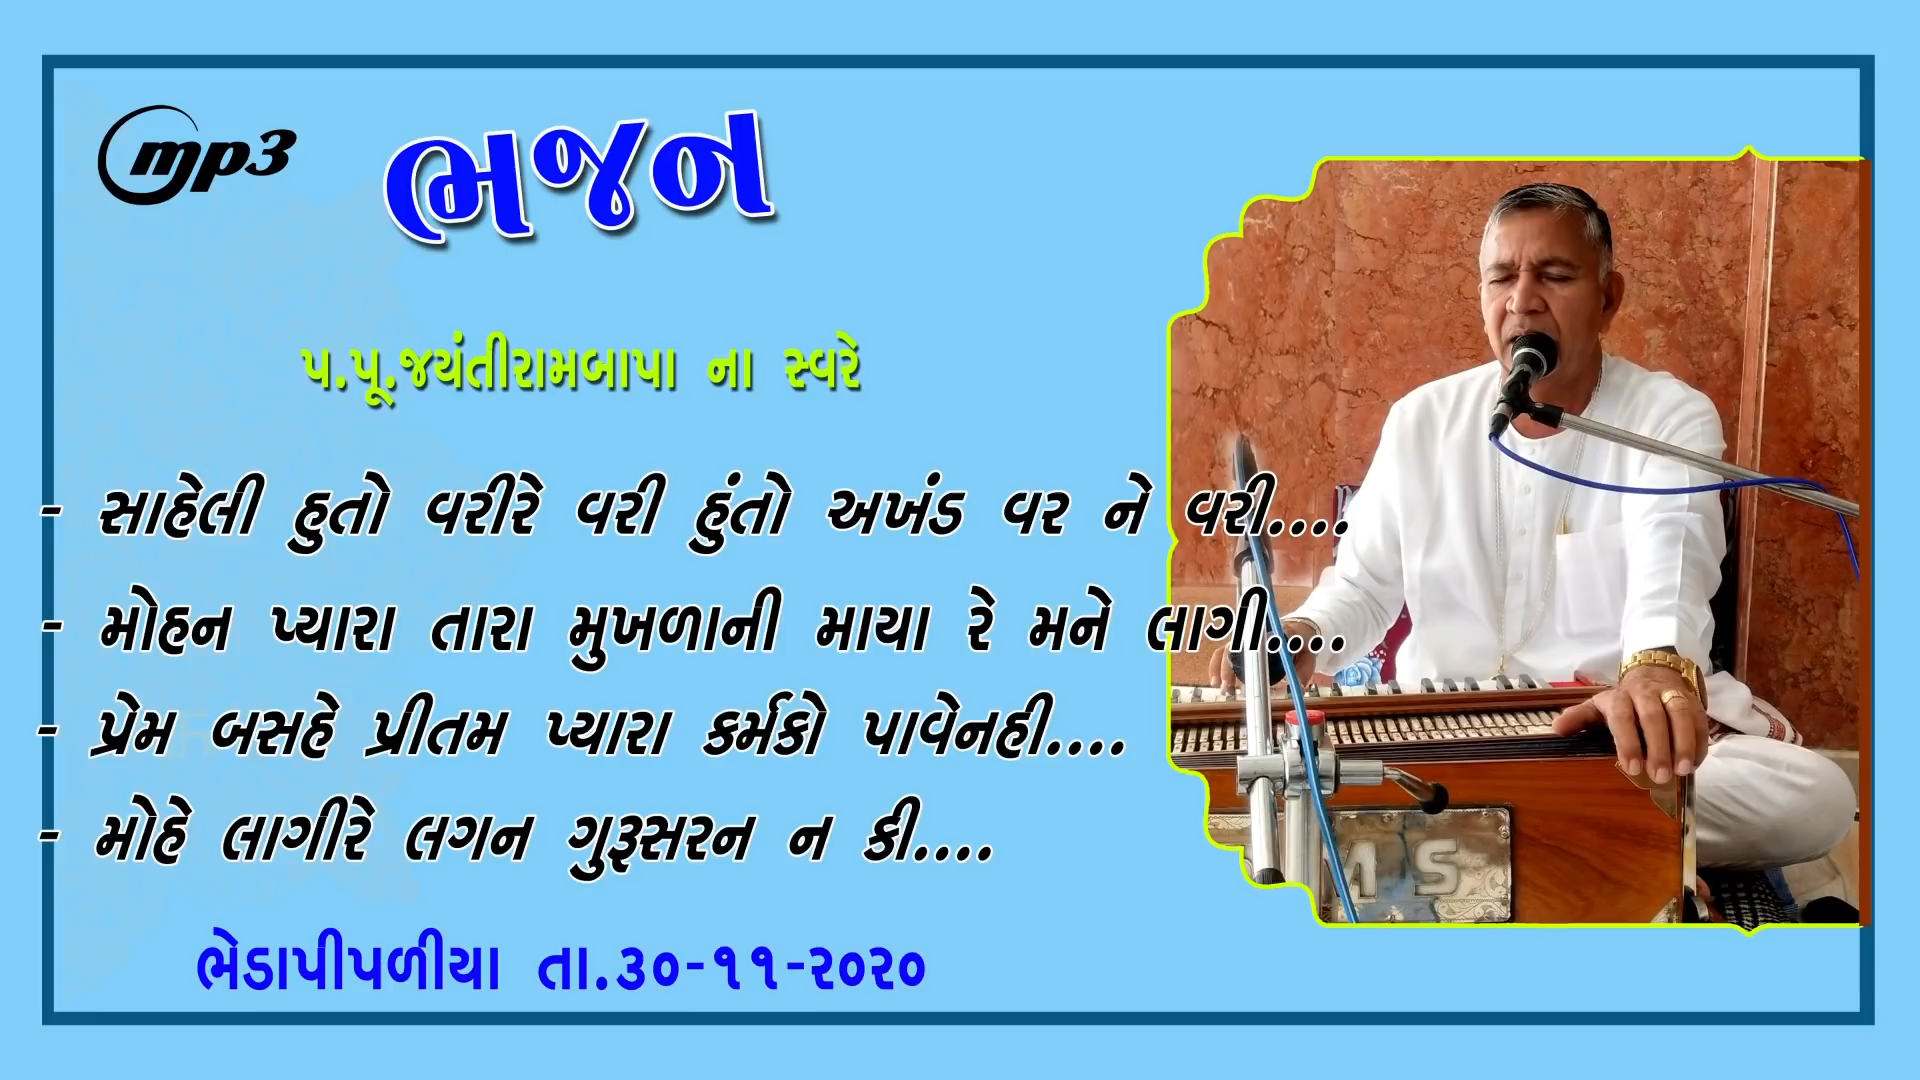 mp3
ભજન
પ.પૂ.જયંતીરામબાપા ના સ્વરે
- સાહેલી હુતો વરીરે વરી હુંતો અખંડ વર ને વરી....
- મોહન પ્યારા તારા મુખળાની માયા રે મને લાગી....
- પ્રેમ બસહે પ્રીતમ પ્યારા કર્મકો પાવેનહી....
- મોહે લાગીરે લગન ગુરૂસરન ન કી....
M S
ભેડાપીપળીયા તા.૩૦-૧૧-૨૦૨૦